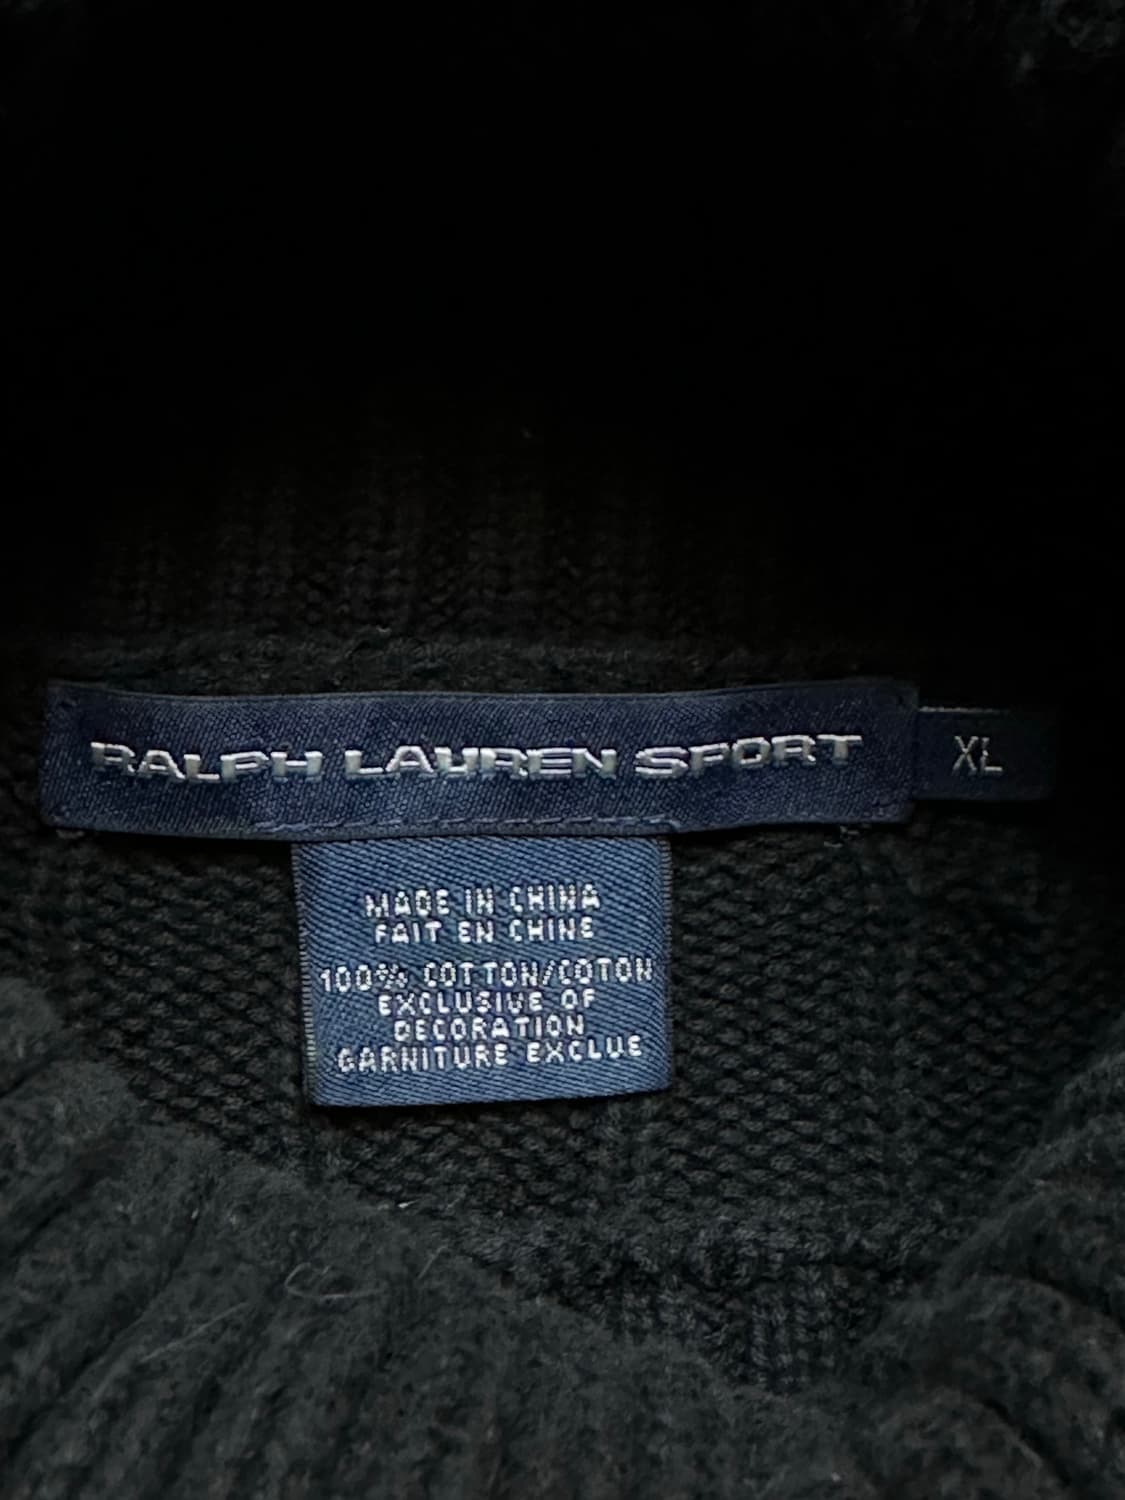 RALPH LAUREN SPORT
XL
MADE IN CHINA
FAIT EN CHINE
100% COTTON/COTON
EXCLUSIVE OF
DECORATION
GARNITURE EXCLUE